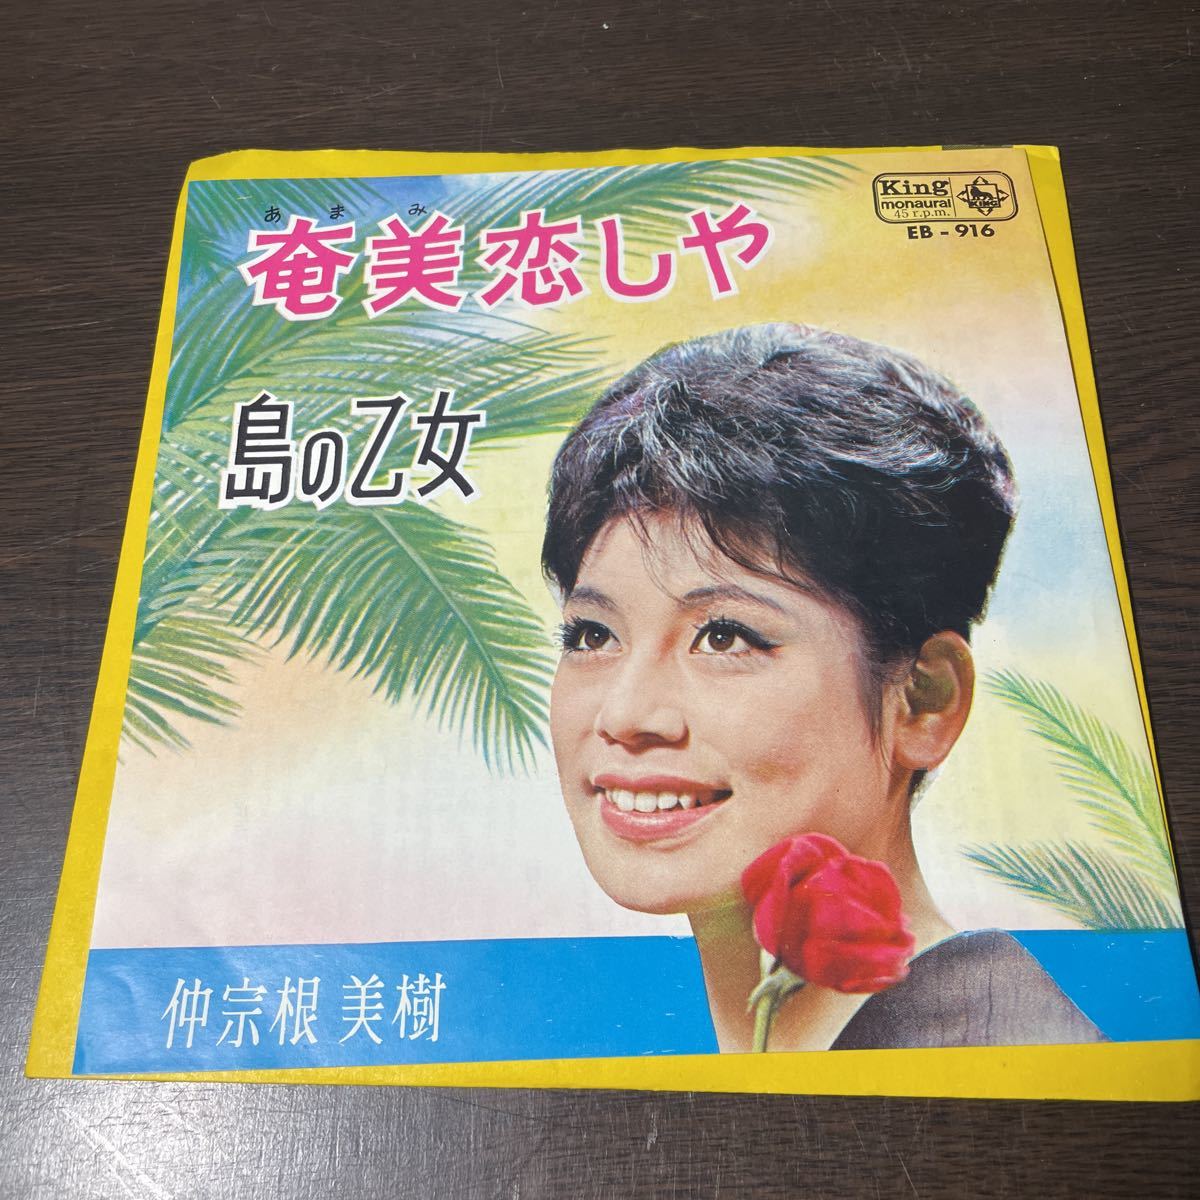 あまみ
奄美恋しや
島の乙女
King
monaural
45 r.p.m.
KING
EB - 916
仲宗根 美樹